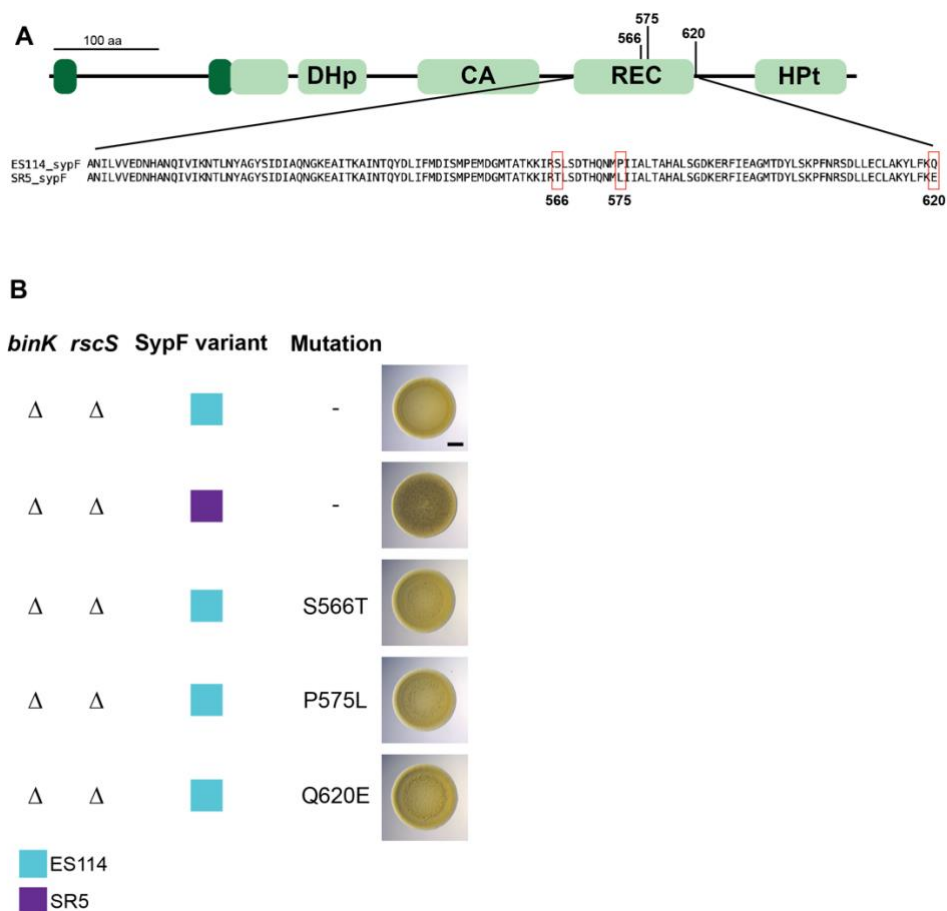 A
100 aa
575
566
620
DHp
CA
REC
HPt
ES114_sypF ANILVVEDNHANQIVIKNTLNYAGYSIDIAQNGKEAITKAINTQYDLIFMDISMPEMDGMTATKKIRSLSDTHQNMPIIALTAHALSGDKERFIEAGMTDYLSKPFNRSDLLECLAKYLFKQ
SR5_sypF ANILVVEDNHANQIVIKNTLNYAGYSIDIAQNGKEAITKAINTQYDLIFMDISMPEMDGMTATKKIRTLSDTHQNMLIIALTAHALSGDKERFIEAGMTDYLSKPFNRSDLLECLAKYLFKE
566
575
620
B
binK rscS SypF variant Mutation
Δ Δ -
Δ Δ -
Δ Δ S566T
Δ Δ P575L
Δ Δ Q620E
ES114
SR5